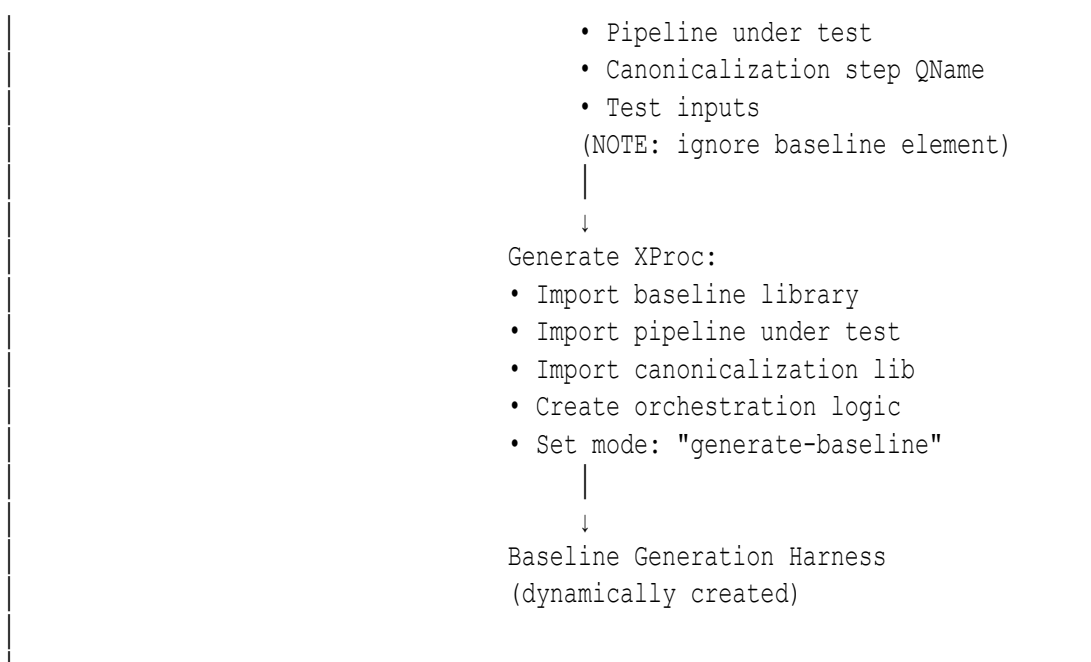 • Pipeline under test
• Canonicalization step QName
• Test inputs
(NOTE: ignore baseline element)
│
↓
Generate XProc:
• Import baseline library
• Import pipeline under test
• Import canonicalization lib
• Create orchestration logic
• Set mode: "generate-baseline"
│
↓
Baseline Generation Harness
(dynamically created)